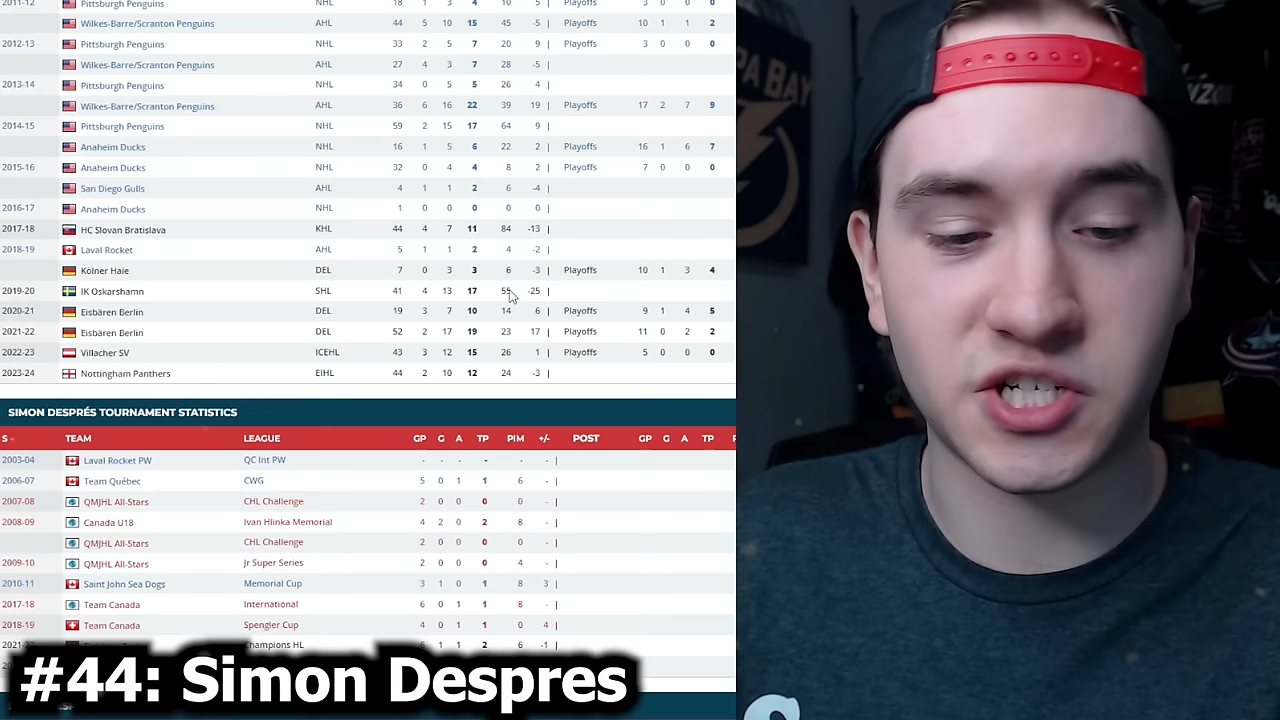 2011-12 Pittsburgh Penguins NHL 18 1 3 4 10 5 | Playoffs 3 0 0 0
Wilkes-Barre/Scranton Penguins AHL 44 5 10 15 45 -5 | Playoffs 10 1 1 2
2012-13 Pittsburgh Penguins NHL 33 2 5 7 20 9 | Playoffs 3 0 0 0
Wilkes-Barre/Scranton Penguins AHL 27 4 3 7 28 -5 |
2013-14 Pittsburgh Penguins NHL 34 0 5 5 26 4 |
Wilkes-Barre/Scranton Penguins AHL 36 6 16 22 39 19 | Playoffs 17 2 7 9
2014-15 Pittsburgh Penguins NHL 59 2 15 17 64 9 |
Anaheim Ducks NHL 16 1 5 6 22 2 | Playoffs 16 1 6 7
2015-16 Anaheim Ducks NHL 32 0 4 4 8 2 | Playoffs 7 0 0 0
San Diego Gulls AHL 4 1 1 2 6 -4 |
2016-17 Anaheim Ducks NHL 1 0 0 0 0 0 |
2017-18 HC Slovan Bratislava KHL 44 4 7 11 84 -13 |
2018-19 Laval Rocket AHL 5 1 1 2 4 -2 |
Kölner Haie DEL 7 0 3 3 6 -3 | Playoffs 10 1 3 4
2019-20 IK Oskarshamn SHL 41 4 13 17 -25 |
2020-21 Eisbären Berlin DEL 19 3 7 10 14 6 | Playoffs 9 1 4 5
2021-22 Eisbären Berlin DEL 52 2 17 19 23 17 | Playoffs 11 0 2 2
2022-23 Villacher SV ICEHL 43 3 12 15 26 1 | Playoffs 5 0 0 0
2023-24 Nottingham Panthers EIHL 44 2 10 12 24 -3 |
SIMON DESPRÉS TOURNAMENT STATISTICS
S TEAM LEAGUE GP G A TP PIM +/- POST GP G A TP
2003-04 Laval Rocket PW QC Int PW - - - - - - |
2006-07 Team Québec CWG 5 0 1 1 6 - |
2007-08 QMJHL All-Stars CHL Challenge 2 0 0 0 0 - |
2008-09 Canada U18 Ivan Hlinka Memorial 4 2 0 2 8 - |
QMJHL All-Stars CHL Challenge 2 0 0 0 0 - |
2009-10 QMJHL All-Stars Jr Super Series 2 0 0 0 4 - |
2010-11 Saint John Sea Dogs Memorial Cup 3 1 0 1 8 3 |
2017-18 Team Canada International 6 0 1 1 8 - |
2018-19 Team Canada Spengler Cup 4 0 1 1 0 4 |
Champions HL 1 1 2 6 -1 |
#44: Simon Despres
BAY